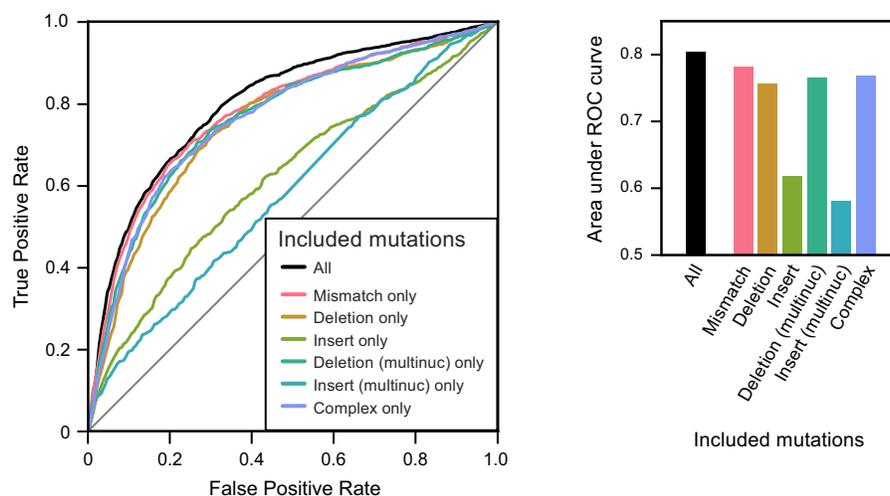 1.0
0.8
0.6
0.4
0.2
0
True Positive Rate
0 0.2 0.4 0.6 0.8 1.0
False Positive Rate
Included mutations
All
Mismatch only
Deletion only
Insert only
Deletion (multinuc) only
Insert (multinuc) only
Complex only
0.8
0.7
0.6
0.5
Area under ROC curve
All
Mismatch
Deletion
Insert
Deletion (multinuc)
Insert (multinuc)
Complex
Included mutations